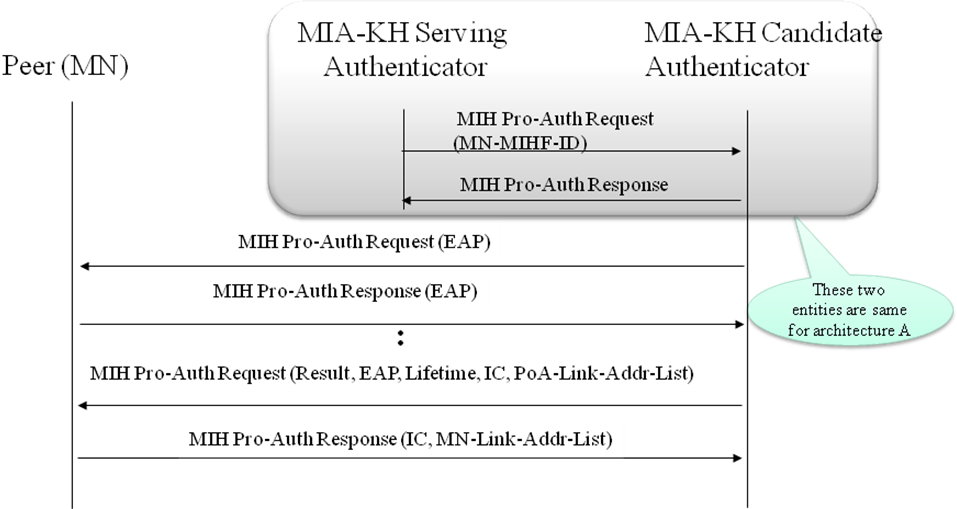 MIA-KH Serving
Authenticator
MIA-KH Candidate
Authenticator
Peer (MN)
MIH Pro-Auth Request
(MN-MIHF-ID)
MIH Pro-Auth Response
MIH Pro-Auth Request (EAP)
MIH Pro-Auth Response (EAP)
These two
entities are same
for architecture A
:
MIH Pro-Auth Request (Result, EAP, Lifetime, IC, PoA-Link-Addr-List)
MIH Pro-Auth Response (IC, MN-Link-Addr-List)